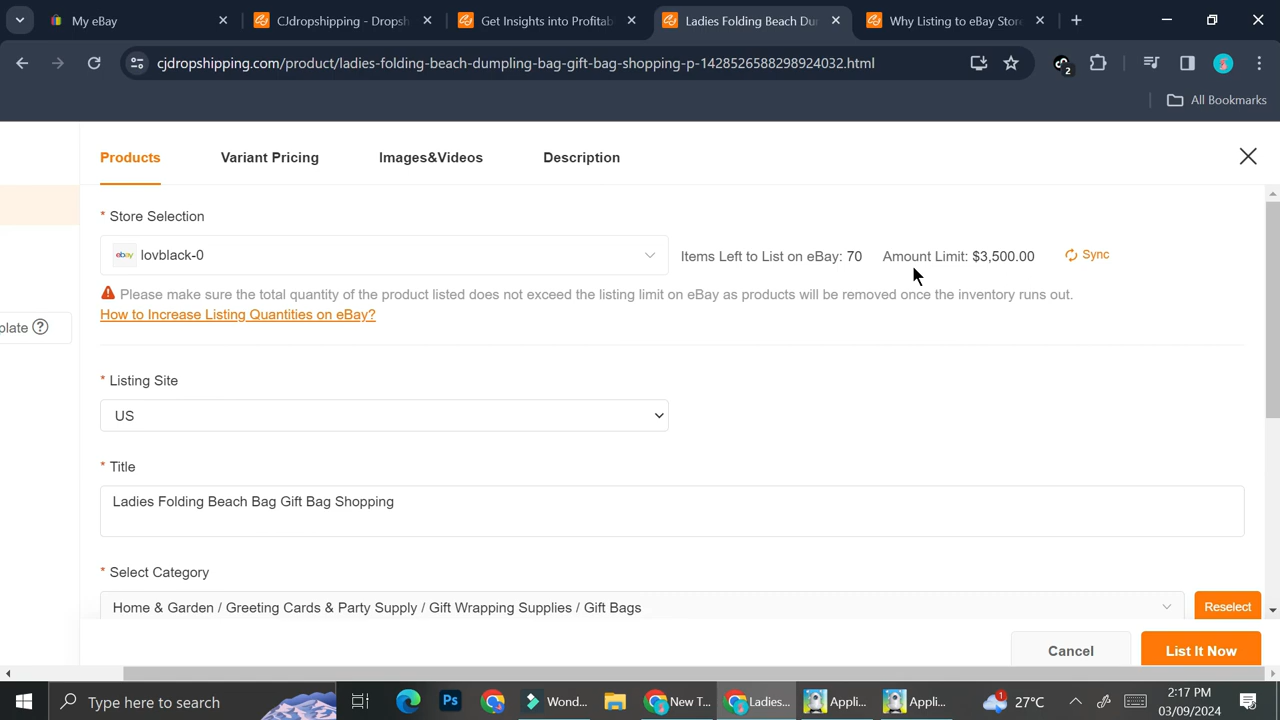 My eBay
CJdropshipping - Dropsh
Get Insights into Profitab
Ladies Folding Beach Du
Why Listing to eBay Store
cjdropshipping.com/product/ladies-folding-beach-dumpling-bag-gift-bag-shopping-p-1428526588298924032.html
2
All Bookmarks
Products
Variant Pricing
Images&Videos
Description
* Store Selection
ebay lovblack-0
Items Left to List on eBay: 70
Amount Limit: $3,500.00
Sync
Please make sure the total quantity of the product listed does not exceed the listing limit on eBay as products will be removed once the inventory runs out.
How to Increase Listing Quantities on eBay?
plate ?
* Listing Site
US
* Title
Ladies Folding Beach Bag Gift Bag Shopping
* Select Category
Home & Garden / Greeting Cards & Party Supply / Gift Wrapping Supplies / Gift Bags
Reselect
Cancel
List It Now
Type here to search
Ps
Wond...
New T...
Ladies...
Appli...
Appli...
1
27°C
2:17 PM
03/09/2024